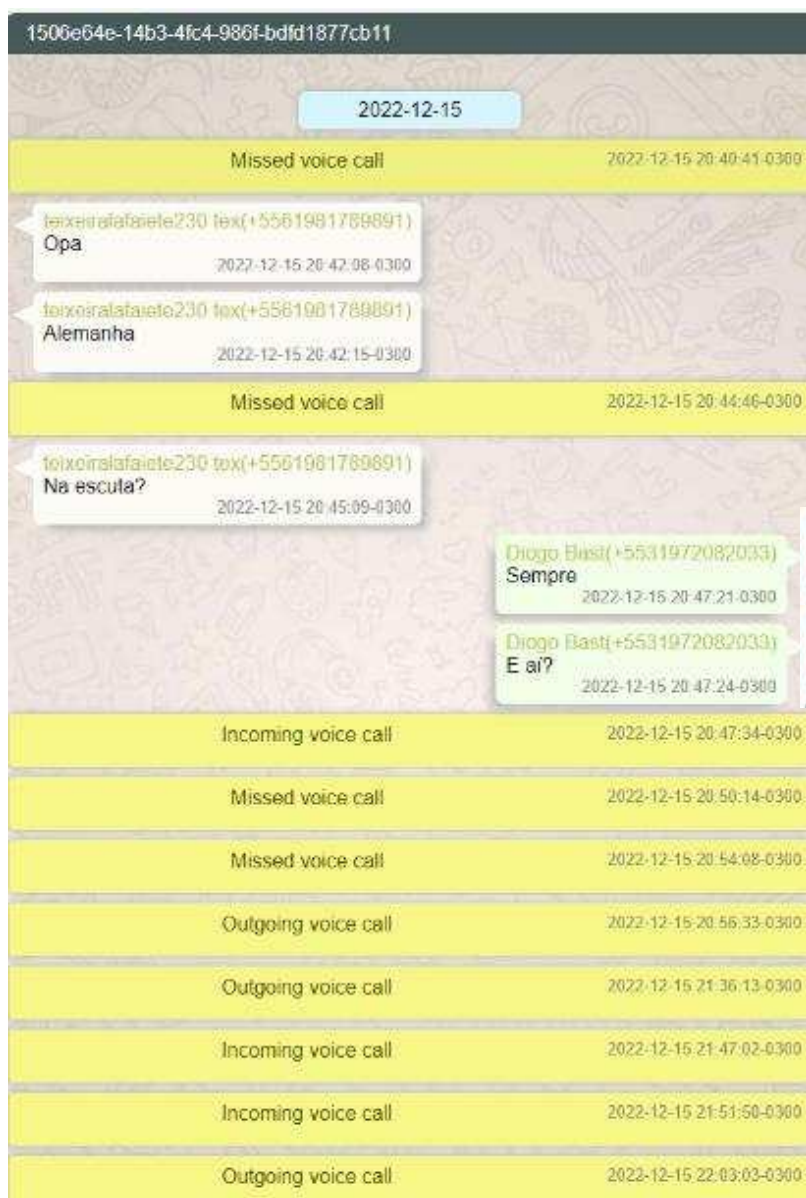 1506e64e-14b3-4fc4-986f-bdfd1877cb11
2022-12-15
Missed voice call 2022-12-15 20:40:41-0300
teixeiralafaiete230 tex(+5561981789891)
Opa
2022-12-15 20:42:08-0300
teixeiralafaiete230 tex(+5561981789891)
Alemanha
2022-12-15 20:42:15-0300
Missed voice call 2022-12-15 20:44:46-0300
teixeiralafaiete230 tex(+5561981789891)
Na escuta?
2022-12-15 20:45:09-0300
Diogo Bast(+5531972082033)
Sempre
2022-12-15 20:47:21-0300
Diogo Bast(+5531972082033)
E aí?
2022-12-15 20:47:24-0300
Incoming voice call 2022-12-15 20:47:34-0300
Missed voice call 2022-12-15 20:50:14-0300
Missed voice call 2022-12-15 20:54:08-0300
Outgoing voice call 2022-12-15 20:56:33-0300
Outgoing voice call 2022-12-15 21:36:13-0300
Incoming voice call 2022-12-15 21:47:02-0300
Incoming voice call 2022-12-15 21:51:50-0300
Outgoing voice call 2022-12-15 22:03:03-0300